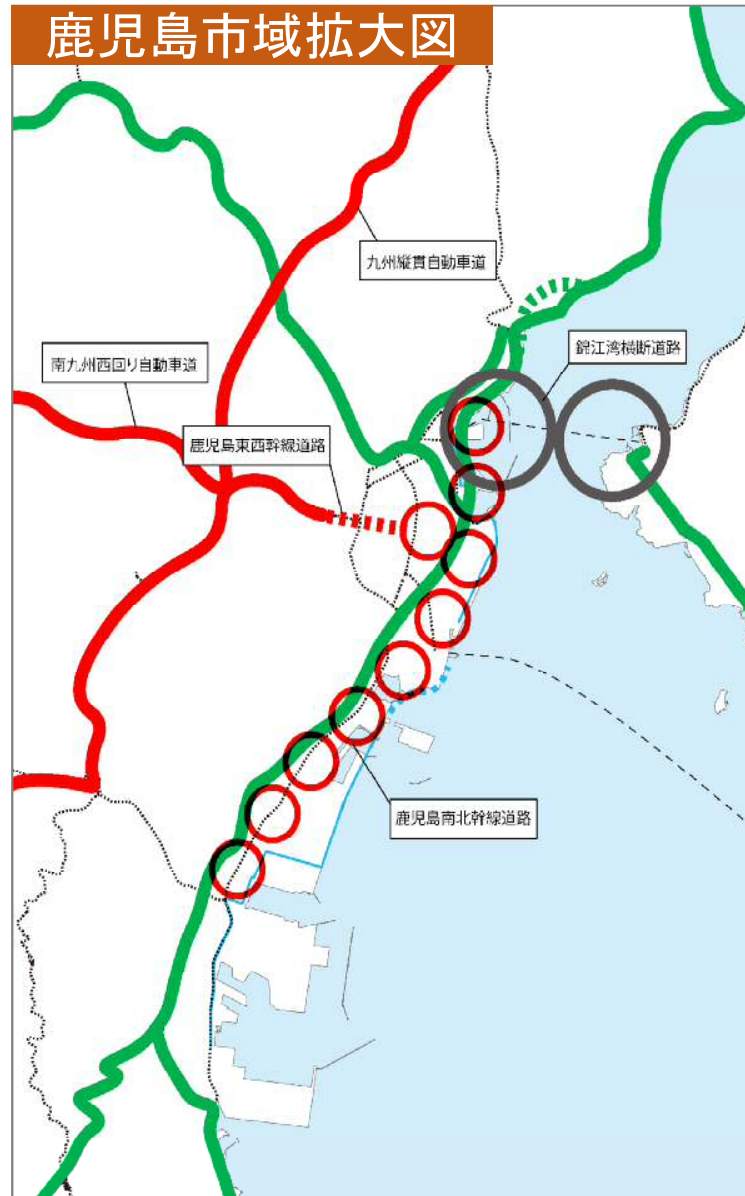 鹿児島市域拡大図
九州縦貫自動車道
錦江湾横断道路
南九州西回り自動車道
鹿児島東西幹線道路
鹿児島南北幹線道路